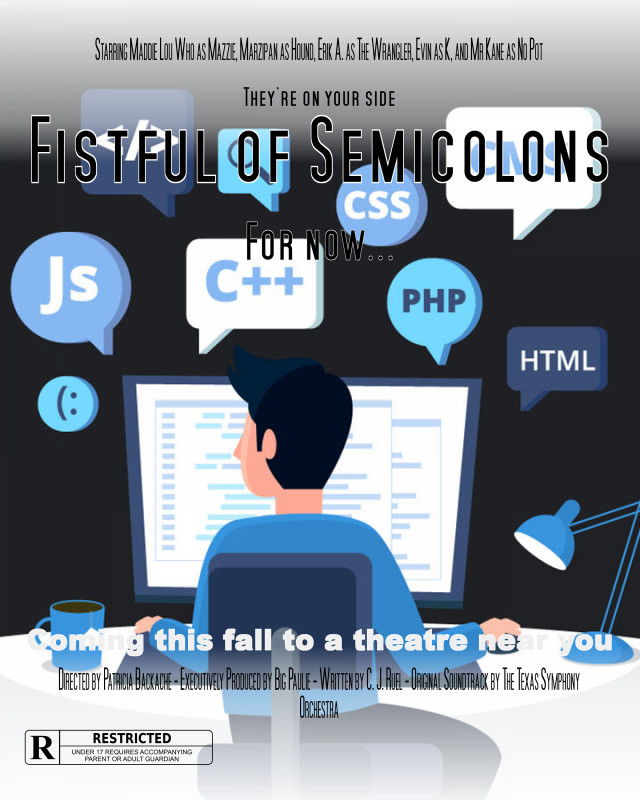 Starring Maddie Lou Who as Mazzie, Marzipan as Hound, Erik A. as The Wrangler, Evin as K, and Mr Kane as No Pot
They're on your side
Fistful of Semicolons
</>
CMS
CSS
For now...
Js
C++
PHP
HTML
(:
Coming this fall to a theatre near you
Directed by Patricia Backache - Executively Produced by Big Paulie - Written by C. J. Ruel - Original Soundtrack by The Texas Symphony
Orchestra
R
RESTRICTED
UNDER 17 REQUIRES ACCOMPANYING
PARENT OR ADULT GUARDIAN